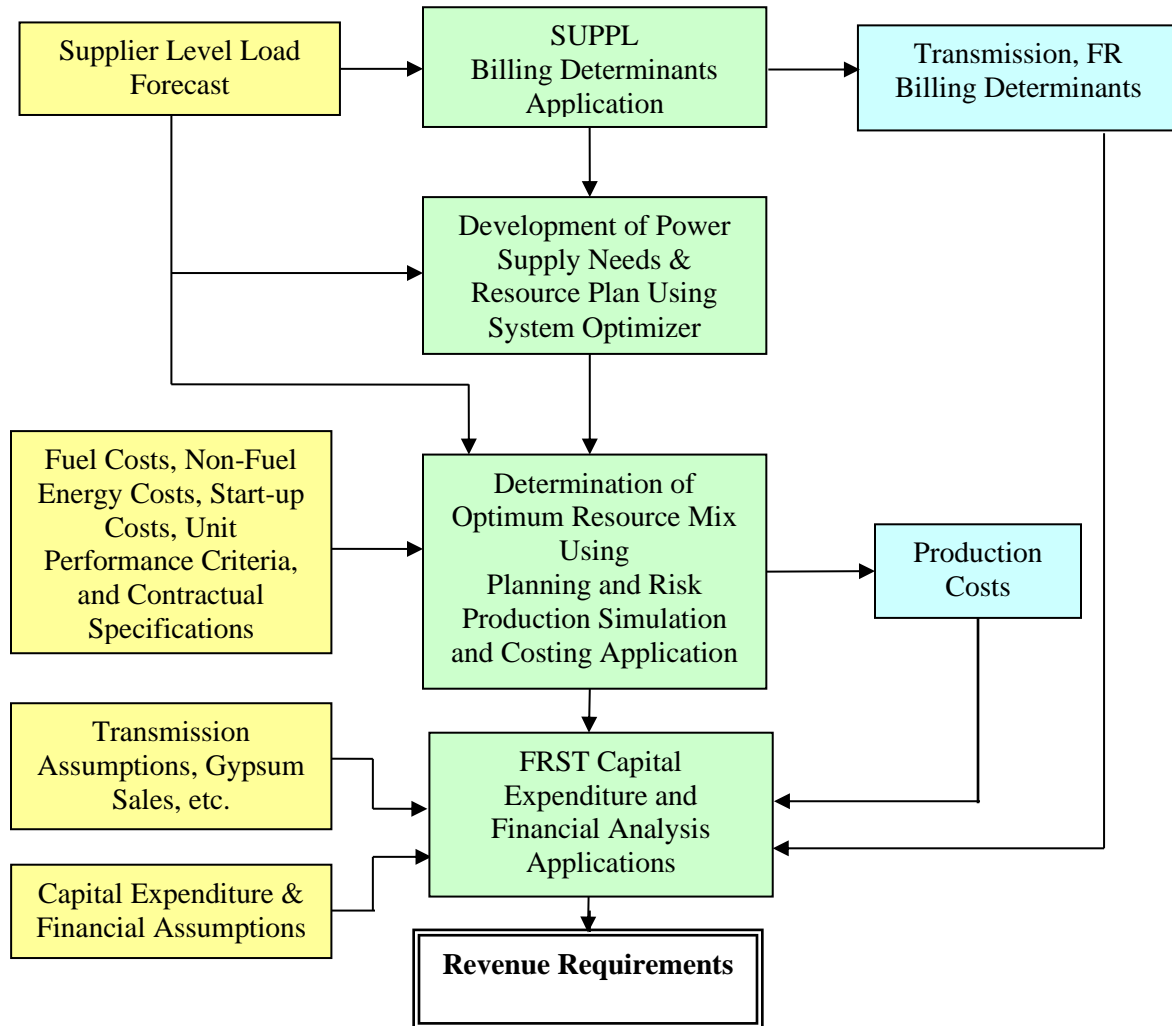 Supplier Level Load
Forecast
SUPPL
Billing Determinants
Application
Transmission, FR
Billing Determinants
Development of Power
Supply Needs &
Resource Plan Using
System Optimizer
Fuel Costs, Non-Fuel
Energy Costs, Start-up
Costs, Unit
Performance Criteria,
and Contractual
Specifications
Determination of
Optimum Resource Mix
Using
Planning and Risk
Production Simulation
and Costing Application
Production
Costs
Transmission
Assumptions, Gypsum
Sales, etc.
FRST Capital
Expenditure and
Financial Analysis
Applications
Capital Expenditure &
Financial Assumptions
Revenue Requirements